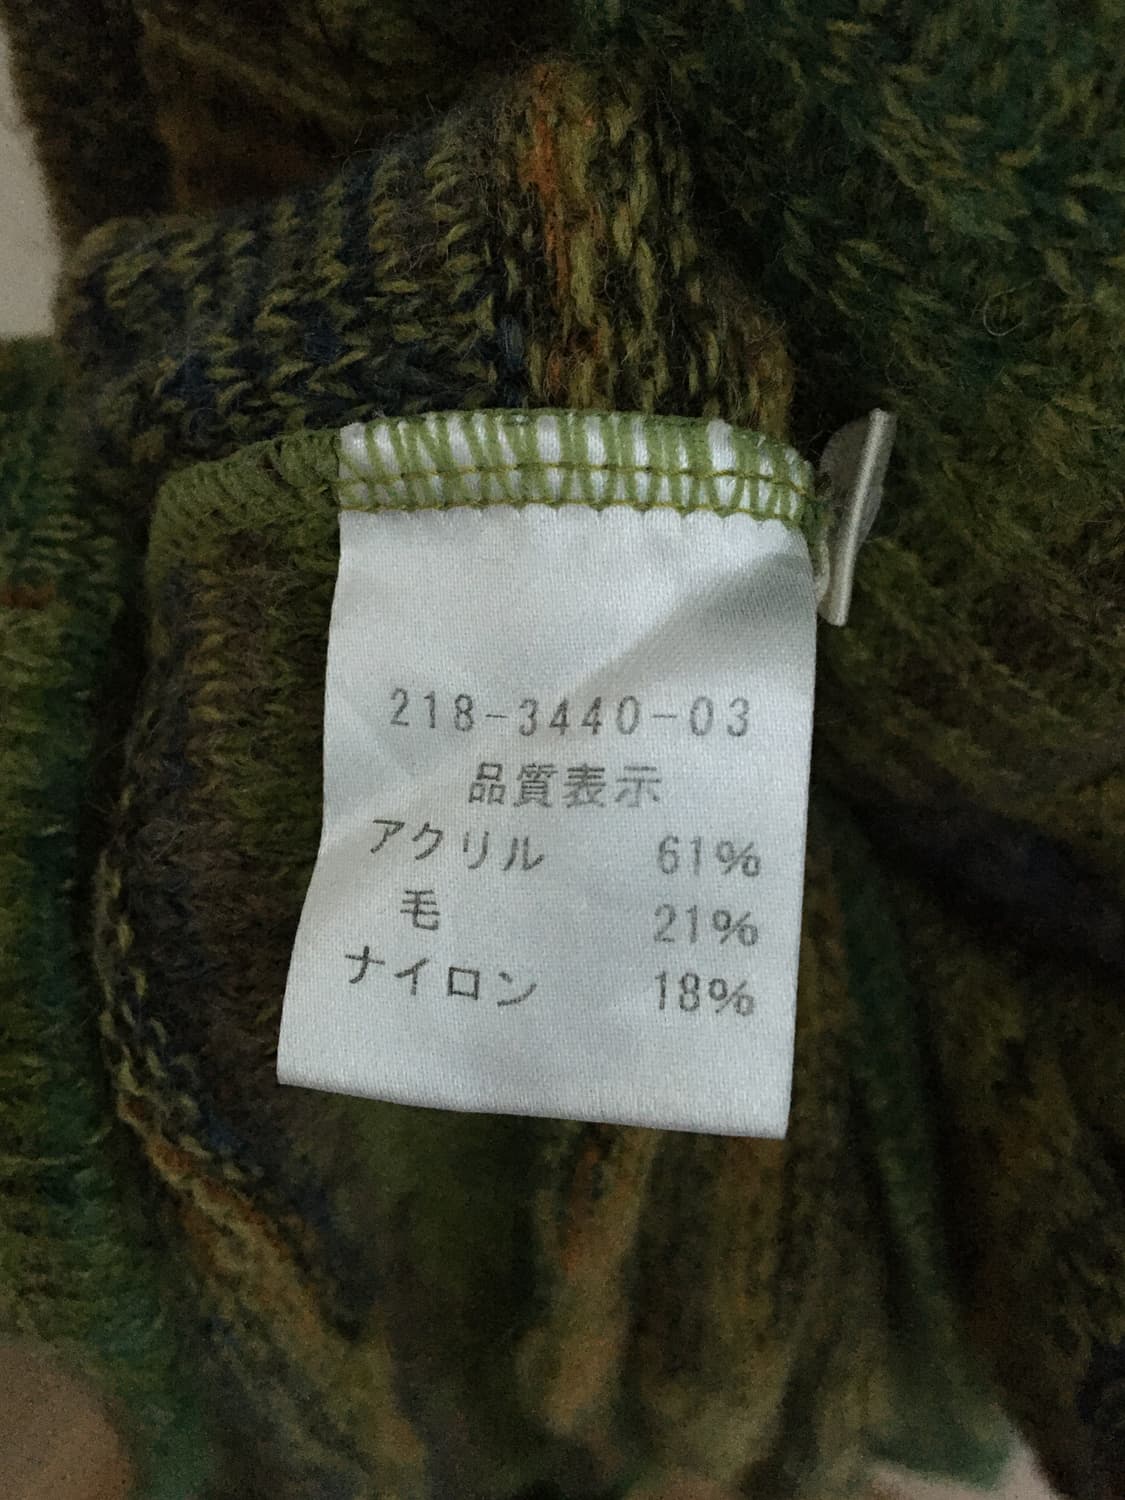 218-3440-03
品質表示
アクリル 61%
毛 21%
ナイロン 18%